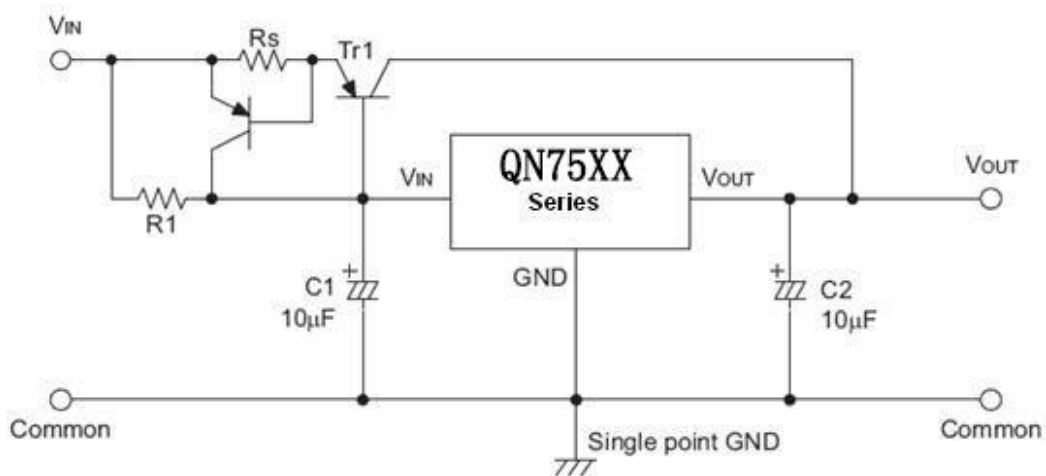 VIN
Rs
Tr1
R1
VIN
QN75XX
Series
VOUT
GND
VOUT
+
C1
10μF
+
C2
10μF
Common
Single point GND
Common